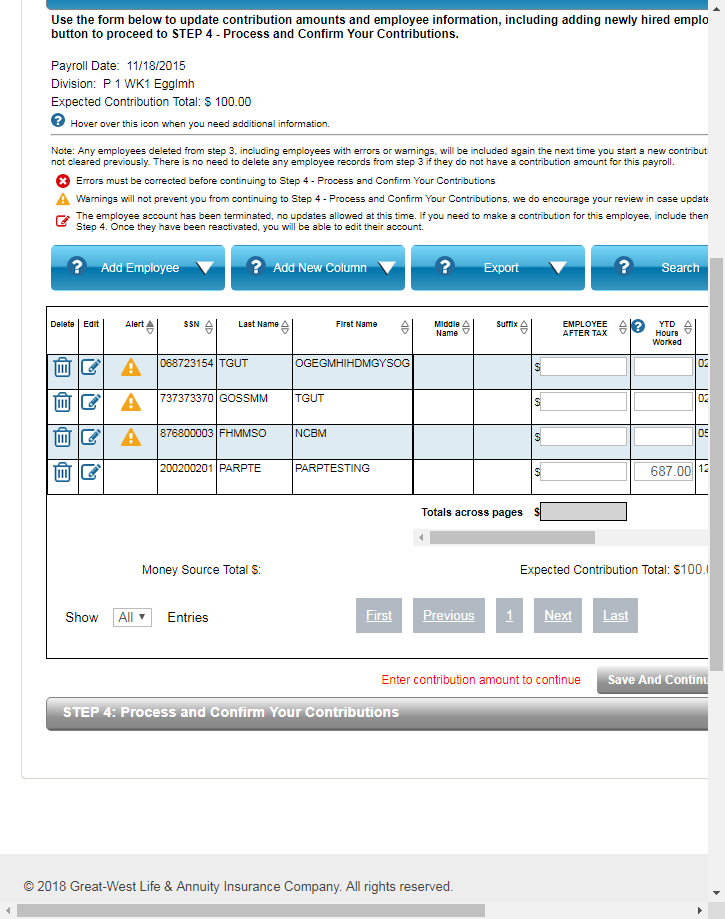 Use the form below to update contribution amounts and employee information, including adding newly hired emplo
button to proceed to STEP 4 - Process and Confirm Your Contributions.
Payroll Date: 11/18/2015
Division: P 1 WK1 Egglmh
Expected Contribution Total: $ 100.00
? Hover over this icon when you need additional information.
Note: Any employees deleted from step 3, including employees with errors or warnings, will be included again the next time you start a new contribut
not cleared previously. There is no need to delete any employee records from step 3 if they do not have a contribution amount for this payroll.
Errors must be corrected before continuing to Step 4 - Process and Confirm Your Contributions
Warnings will not prevent you from continuing to Step 4 - Process and Confirm Your Contributions, we do encourage your review in case update
The employee account has been terminated, no updates allowed at this time. If you need to make a contribution for this employee, include them
Step 4. Once they have been reactivated, you will be able to edit their account.
? Add Employee ? Add New Column ? Export ? Search
Delete Edit Alert SSN Last Name First Name Middle Name Suffix EMPLOYEE AFTER TAX ? YTD Hours Worked
068723154 TGUT OGEGMHIHDMGYSOG $ 02
737373370 GOSSMM TGUT $ 02
876800003 FHMMSO NCBM $ 05
200200201 PARPTE PARPTESTING $ 687.00 12
Totals across pages $
Money Source Total $: Expected Contribution Total: $100.0
Show All Entries First Previous 1 Next Last
Enter contribution amount to continue Save And Continu
STEP 4: Process and Confirm Your Contributions
© 2018 Great-West Life & Annuity Insurance Company. All rights reserved.